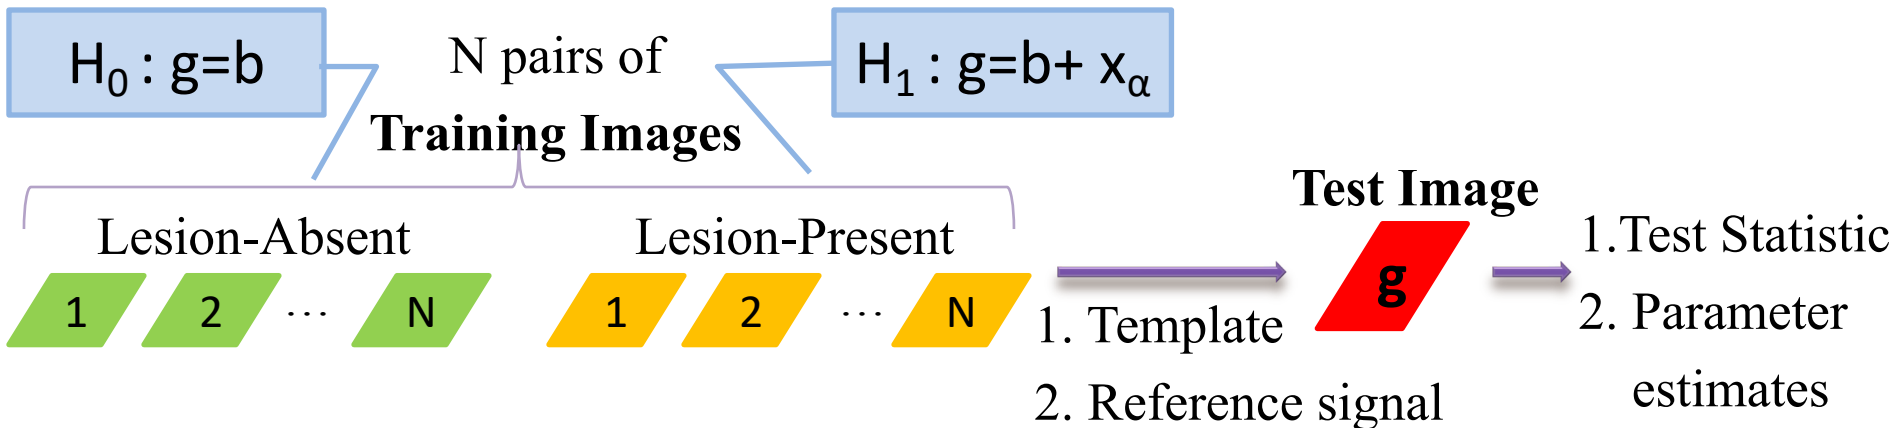 H₀ : g=b
N pairs of
Training Images
H₁ : g=b+ xα
Lesion-Absent
1 2 … N
Lesion-Present
1 2 … N
1. Template
2. Reference signal
Test Image
g
1.Test Statistic
2. Parameter
estimates